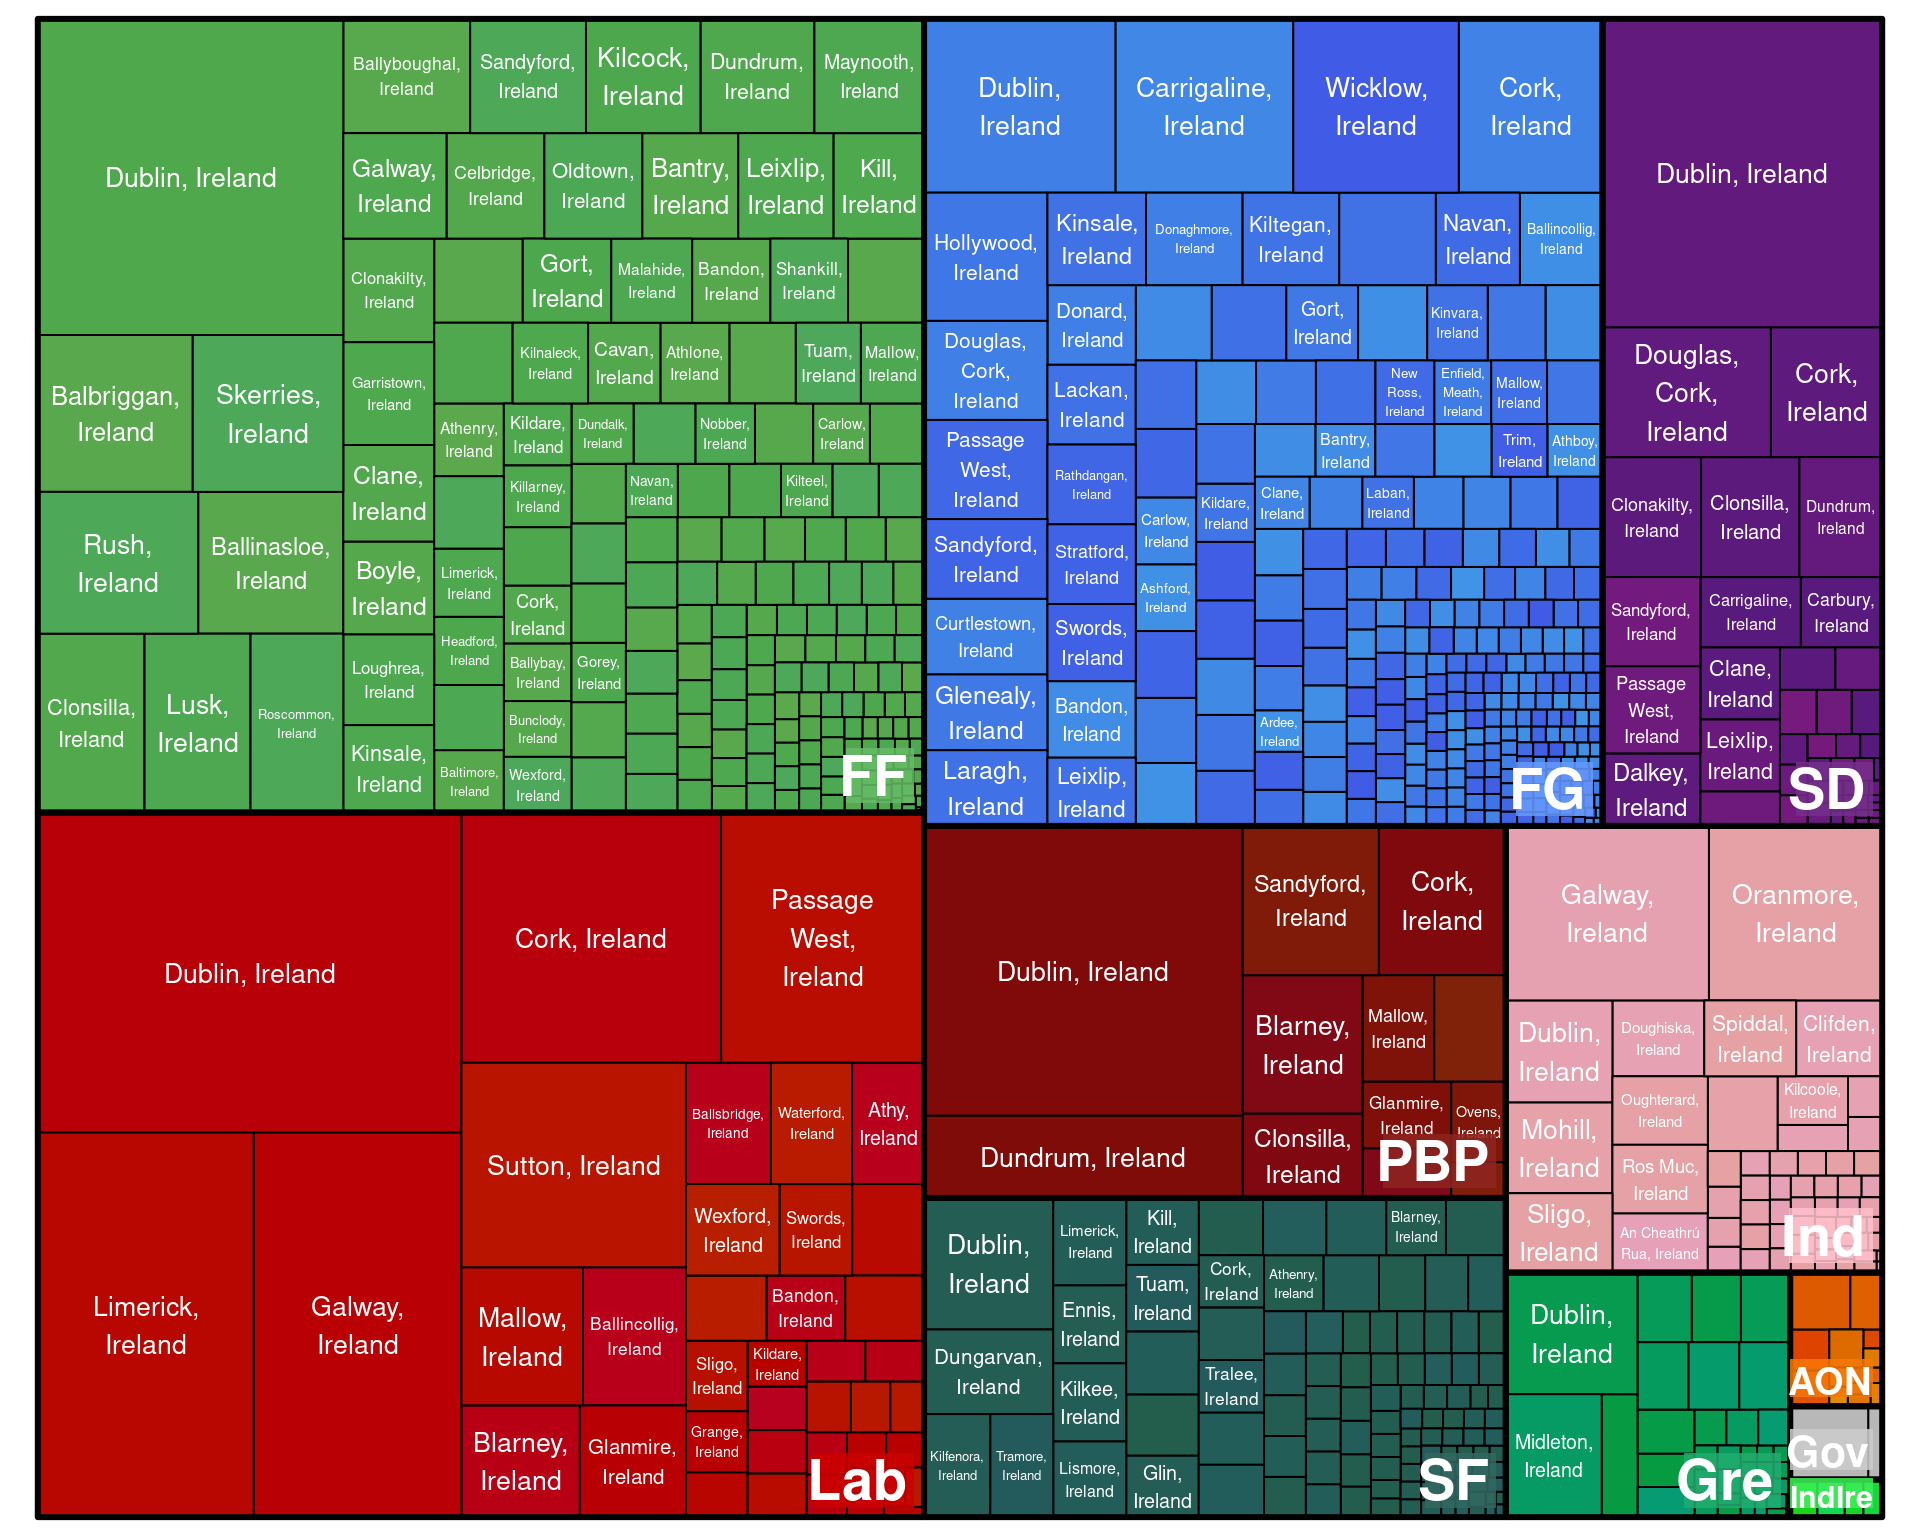 Dublin, Ireland
Ballyboughal,
Ireland
Sandyford,
Ireland
Kilcock,
Ireland
Dundrum,
Ireland
Maynooth,
Ireland
Galway,
Ireland
Celbridge,
Ireland
Oldtown,
Ireland
Bantry,
Ireland
Leixlip,
Ireland
Kill,
Ireland
Clonakilty,
Ireland
Gort,
Ireland
Malahide,
Ireland
Bandon,
Ireland
Shankill,
Ireland
Kilnaleck,
Ireland
Cavan,
Ireland
Athlone,
Ireland
Tuam,
Ireland
Mallow,
Ireland
Balbriggan,
Ireland
Skerries,
Ireland
Garristown,
Ireland
Athenry,
Ireland
Kildare,
Ireland
Dundalk,
Ireland
Nobber,
Ireland
Carlow,
Ireland
Clane,
Ireland
Killarney,
Ireland
Navan,
Ireland
Kilteel,
Ireland
Rush,
Ireland
Ballinasloe,
Ireland
Boyle,
Ireland
Limerick,
Ireland
Cork,
Ireland
Headford,
Ireland
Clonsilla,
Ireland
Lusk,
Ireland
Roscommon,
Ireland
Loughrea,
Ireland
Ballybay,
Ireland
Gorey,
Ireland
Bunclody,
Ireland
Kinsale,
Ireland
Baltimore,
Ireland
Wexford,
Ireland
FF
Dublin,
Ireland
Carrigaline,
Ireland
Wicklow,
Ireland
Cork,
Ireland
Hollywood,
Ireland
Kinsale,
Ireland
Donaghmore,
Ireland
Kiltegan,
Ireland
Navan,
Ireland
Ballincollig,
Ireland
Donard,
Ireland
Gort,
Ireland
Kinvara,
Ireland
Douglas,
Cork,
Ireland
Lackan,
Ireland
New
Ross,
Ireland
Enfield,
Meath,
Ireland
Mallow,
Ireland
Passage
West,
Ireland
Rathdangan,
Ireland
Bantry,
Ireland
Trim,
Ireland
Athboy,
Ireland
Carlow,
Ireland
Kildare,
Ireland
Clane,
Ireland
Laban,
Ireland
Sandyford,
Ireland
Stratford,
Ireland
Ashford,
Ireland
Curtlestown,
Ireland
Swords,
Ireland
Glenealy,
Ireland
Bandon,
Ireland
Ardee,
Ireland
Laragh,
Ireland
Leixlip,
Ireland
FG
Dublin, Ireland
Douglas,
Cork,
Ireland
Cork,
Ireland
Clonakilty,
Ireland
Clonsilla,
Ireland
Dundrum,
Ireland
Sandyford,
Ireland
Carrigaline,
Ireland
Carbury,
Ireland
Passage
West,
Ireland
Clane,
Ireland
Leixlip,
Ireland
Dalkey,
Ireland
SD
Dublin, Ireland
Cork, Ireland
Passage
West,
Ireland
Sutton, Ireland
Ballsbridge,
Ireland
Waterford,
Ireland
Athy,
Ireland
Wexford,
Ireland
Swords,
Ireland
Limerick,
Ireland
Galway,
Ireland
Mallow,
Ireland
Ballincollig,
Ireland
Bandon,
Ireland
Sligo,
Ireland
Kildare,
Ireland
Blarney,
Ireland
Glanmire,
Ireland
Grange,
Ireland
Lab
Dublin, Ireland
Sandyford,
Ireland
Cork,
Ireland
Blarney,
Ireland
Mallow,
Ireland
Dundrum, Ireland
Clonsilla,
Ireland
Glanmire,
Ireland
Ovens,
Ireland
PBP
Galway,
Ireland
Oranmore,
Ireland
Dublin,
Ireland
Doughiska,
Ireland
Spiddal,
Ireland
Clifden,
Ireland
Oughterard,
Ireland
Kilcoole,
Ireland
Mohill,
Ireland
Ros Muc,
Ireland
Sligo,
Ireland
An Cheathrú
Rua, Ireland
Ind
Dublin,
Ireland
Limerick,
Ireland
Kill,
Ireland
Blarney,
Ireland
Ennis,
Ireland
Tuam,
Ireland
Cork,
Ireland
Athenry,
Ireland
Dungarvan,
Ireland
Kilkee,
Ireland
Tralee,
Ireland
Kilfenora,
Ireland
Tramore,
Ireland
Lismore,
Ireland
Glin,
Ireland
SF
Dublin,
Ireland
Midleton,
Ireland
Gre
AON
Gov
IndIre